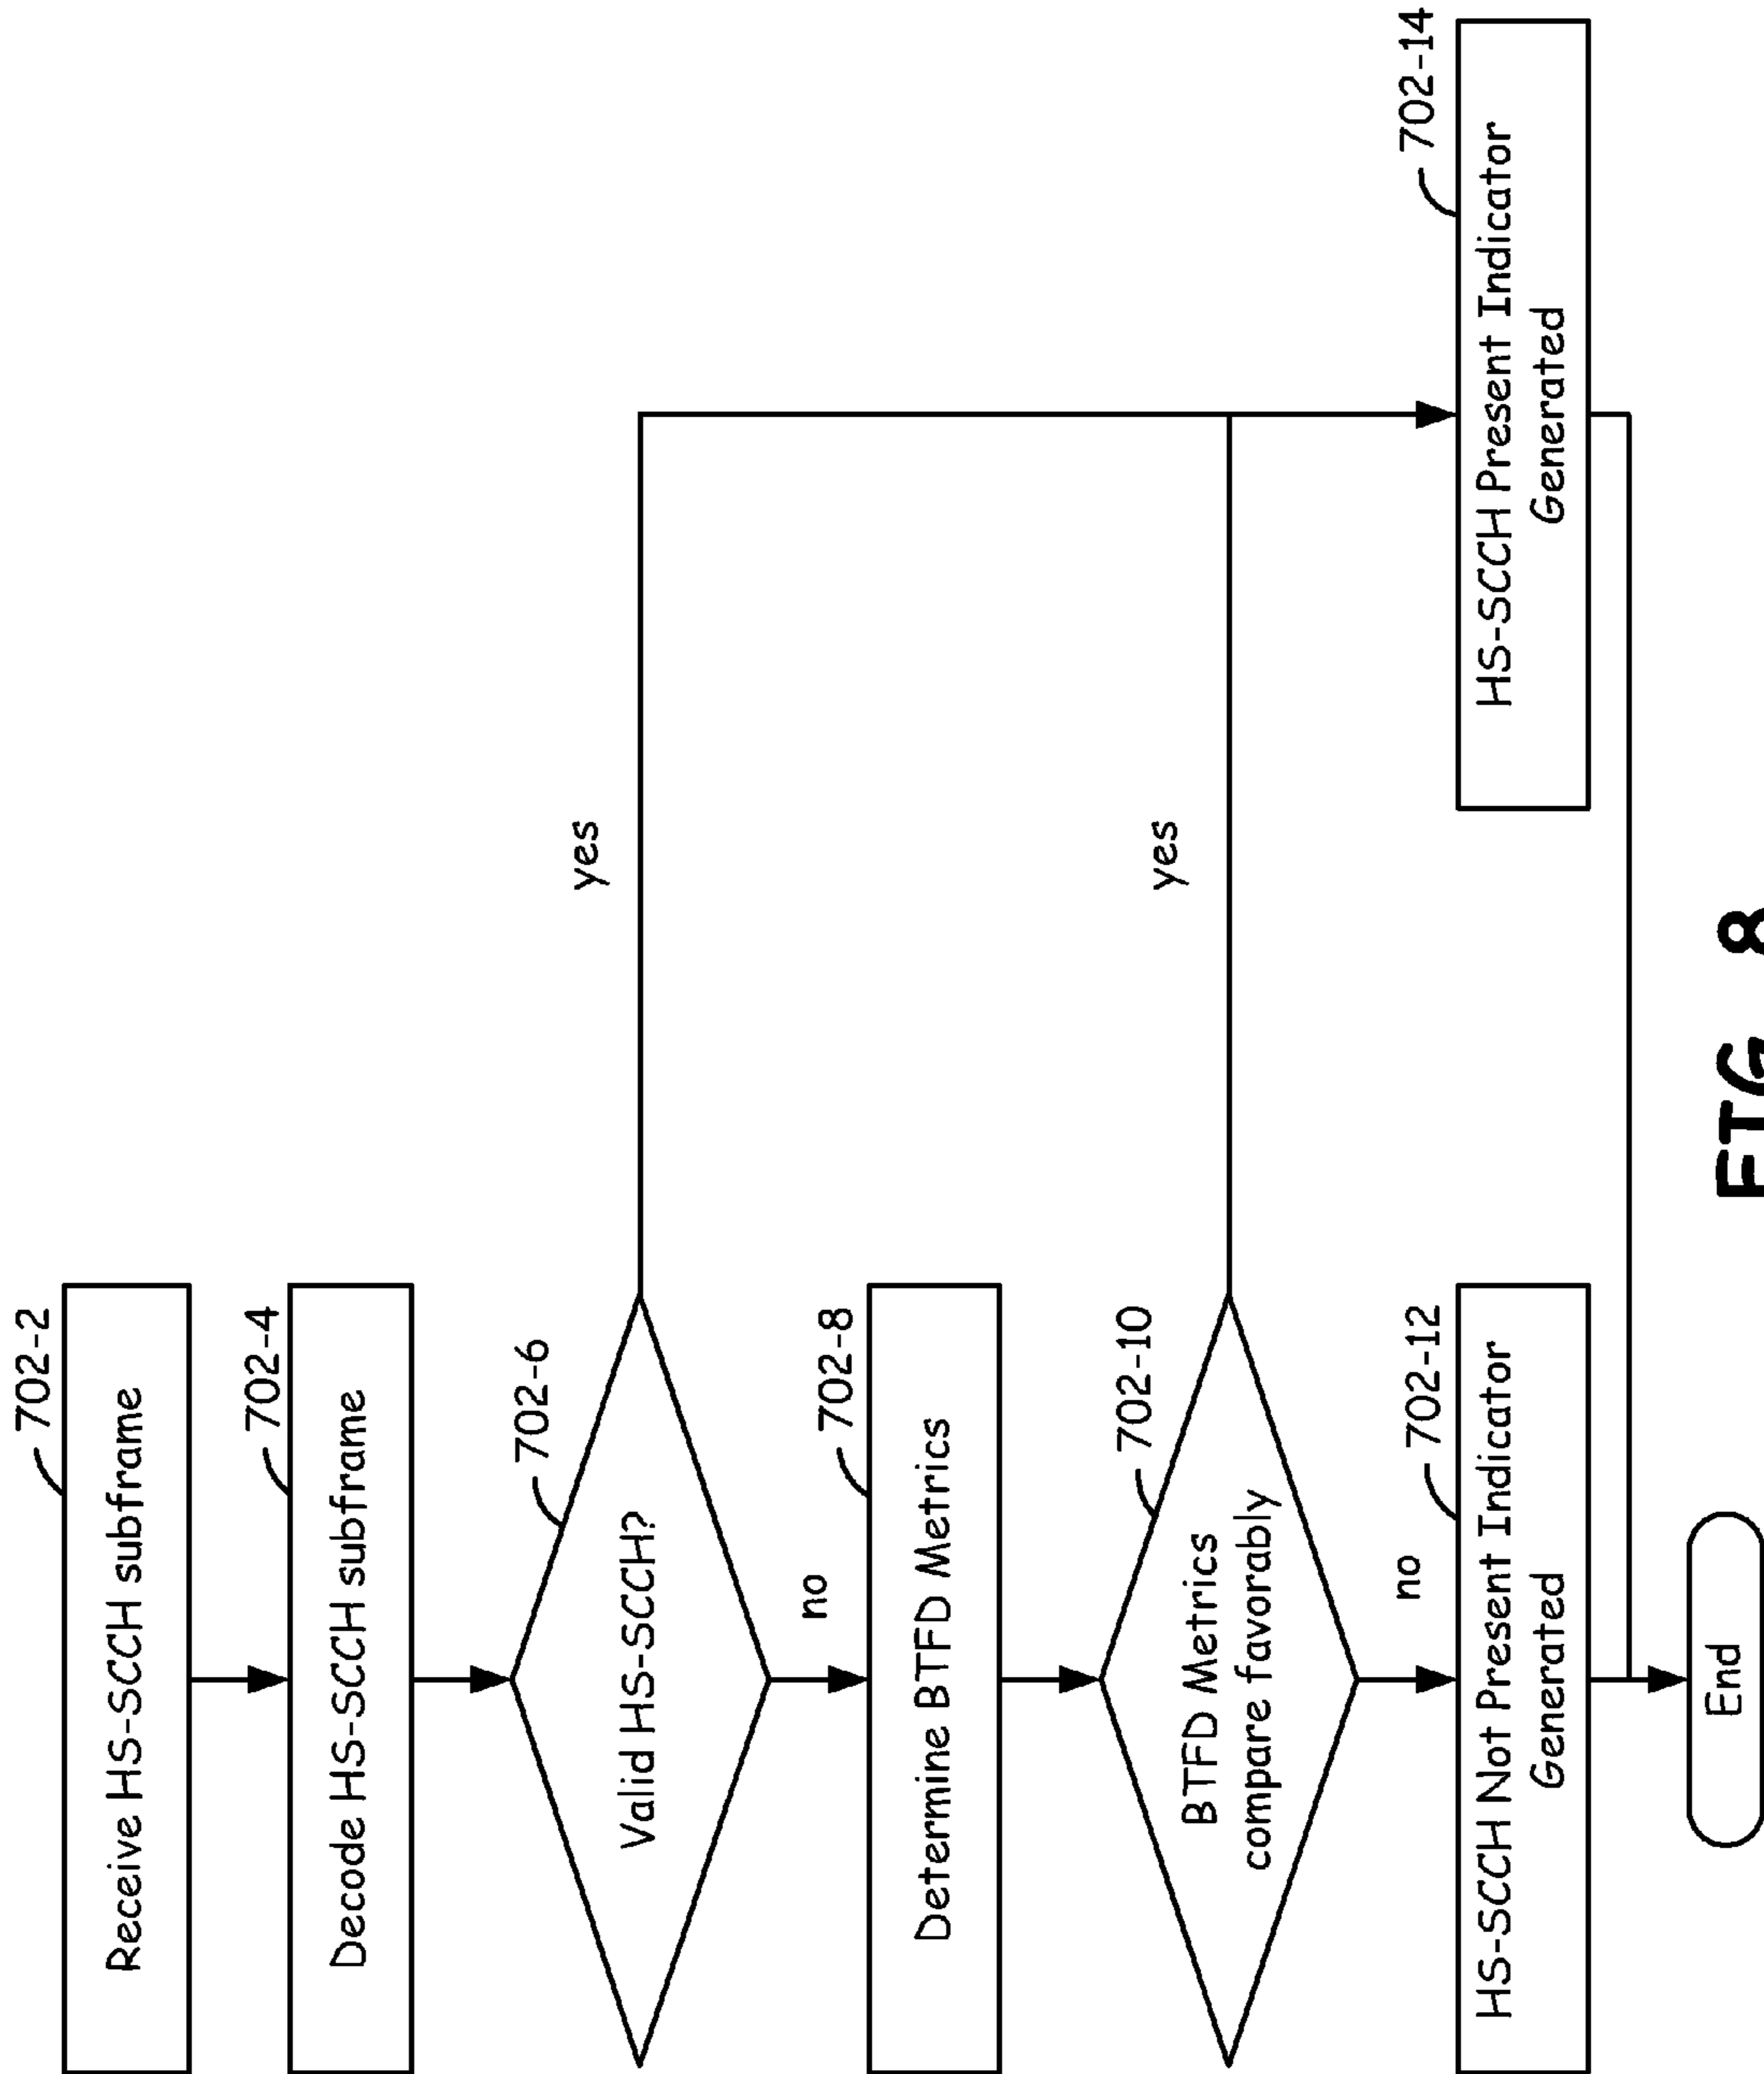 702-2
Receive HS-SCCH subframe
702-4
Decode HS-SCCH subframe
702-6
Valid HS-SCCH?
yes
no
702-8
Determine BTFD Metrics
702-10
BTFD Metrics
compare favorably
yes
no
702-12
HS-SCCH Not Present Indicator
Generated
702-14
HS-SCCH Present Indicator
Generated
End
FIG 8